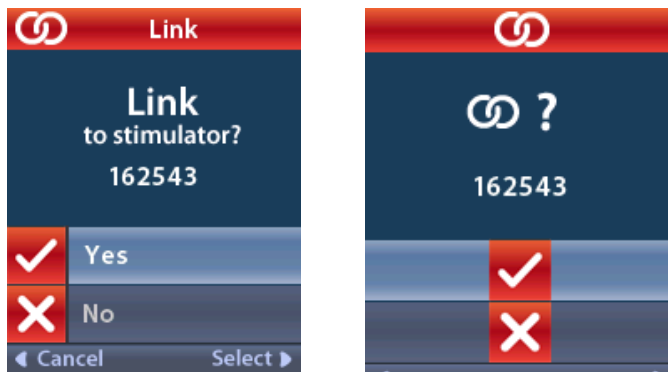 Link
Link
to stimulator?
162543
Yes
No
Cancel
Select
?
162543